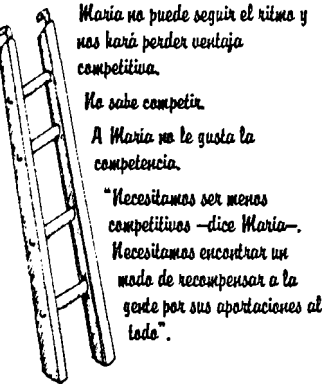 María no puede seguir el ritmo y
nos hará perder ventaja
competitiva.
No sabe competir.
A María no le gusta la
competencia.
"Necesitamos ser menos
competitivos —dice María—.
Necesitamos encontrar un
modo de recompensar a la
gente por sus aportaciones al
todo".